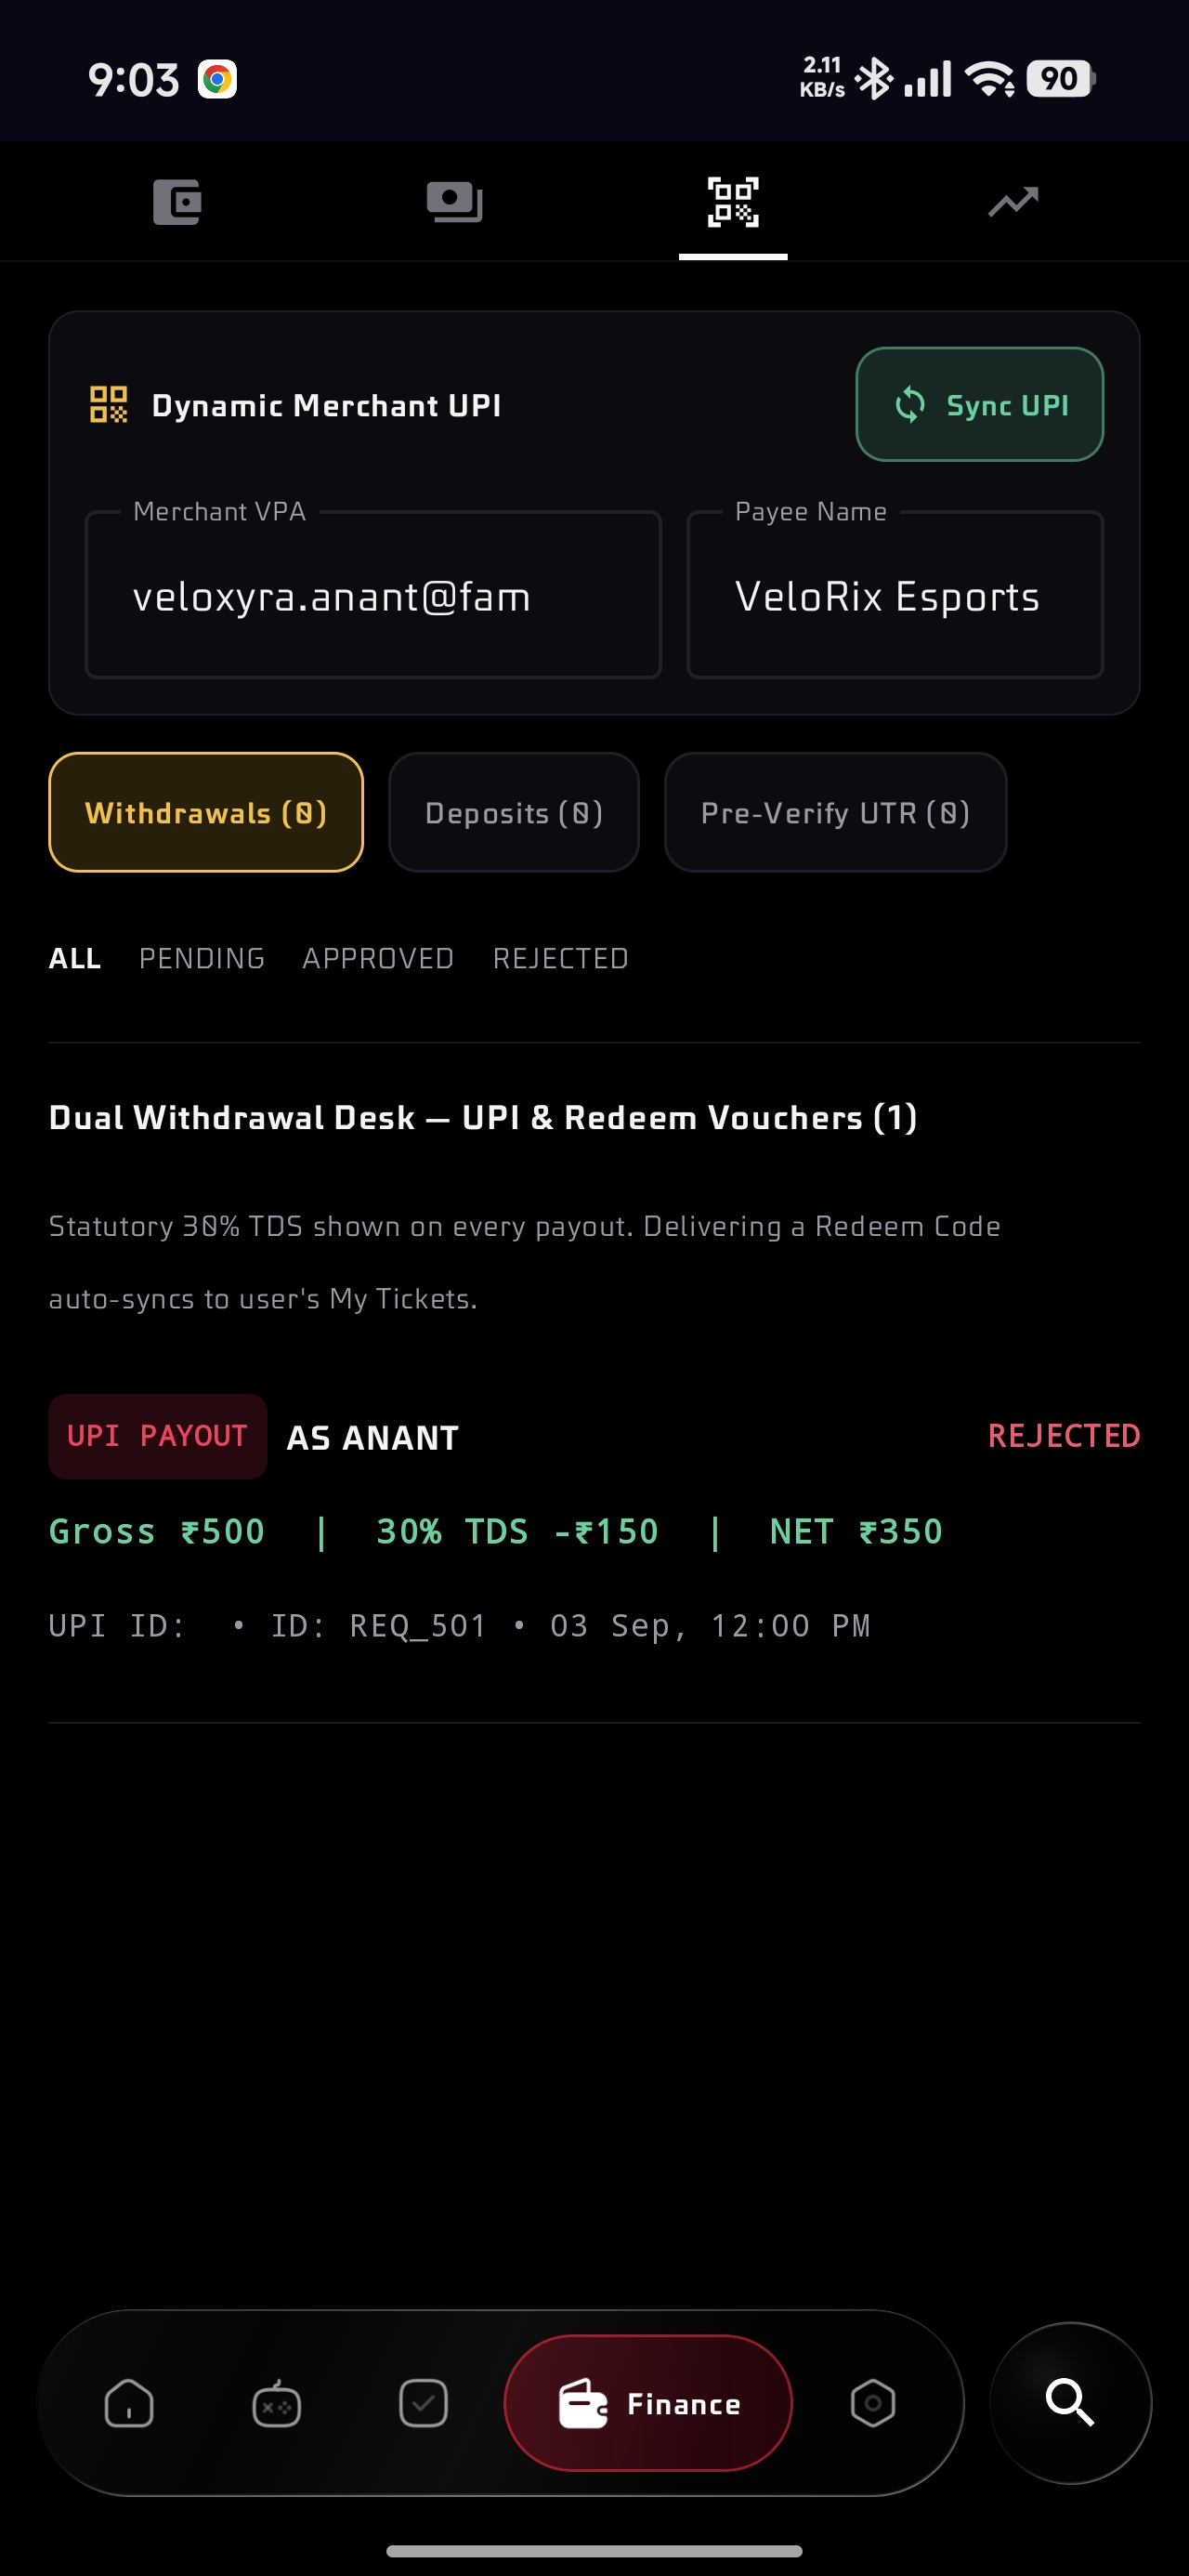 9:03
2.11
KB/s
90
Dynamic Merchant UPI
Sync UPI
Merchant VPA
Payee Name
veloxyra.anant@fam
VeloRix Esports
Withdrawals (0)
Deposits (0)
Pre-Verify UTR (0)
ALL PENDING APPROVED REJECTED
Dual Withdrawal Desk — UPI & Redeem Vouchers (1)
Statutory 30% TDS shown on every payout. Delivering a Redeem Code
auto-syncs to user's My Tickets.
UPI PAYOUT AS ANANT REJECTED
Gross ₹500 | 30% TDS -₹150 | NET ₹350
UPI ID: • ID: REQ_501 • 03 Sep, 12:00 PM
Finance